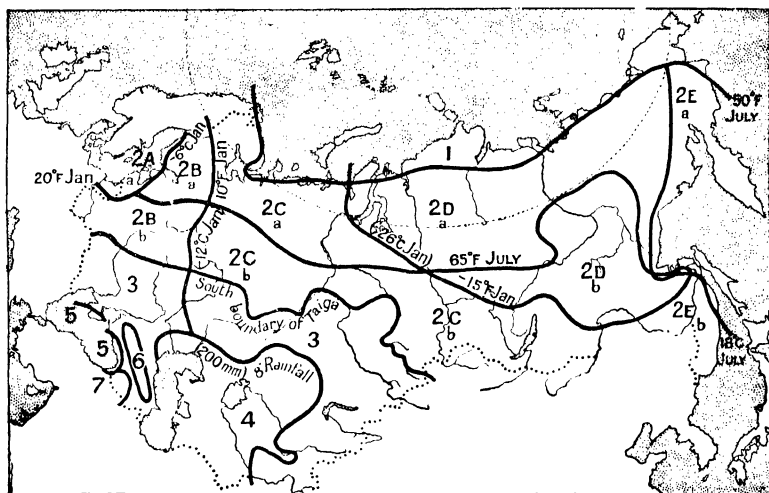 50°F
JULY
2E
a
1
2A
a
-6°C Jan
2B
a
10°F Jan
20°F Jan
2B
b
(-12°C Jan)
2C
a
2D
a
(-26°C Jan)
65°F JULY
-15°F Jan
2C
b
2D
b
2C
b
2E
b
18°C
JULY
3
South boundary of Taiga
3
5
5
6
7
(200mm) 8" Rainfall
4